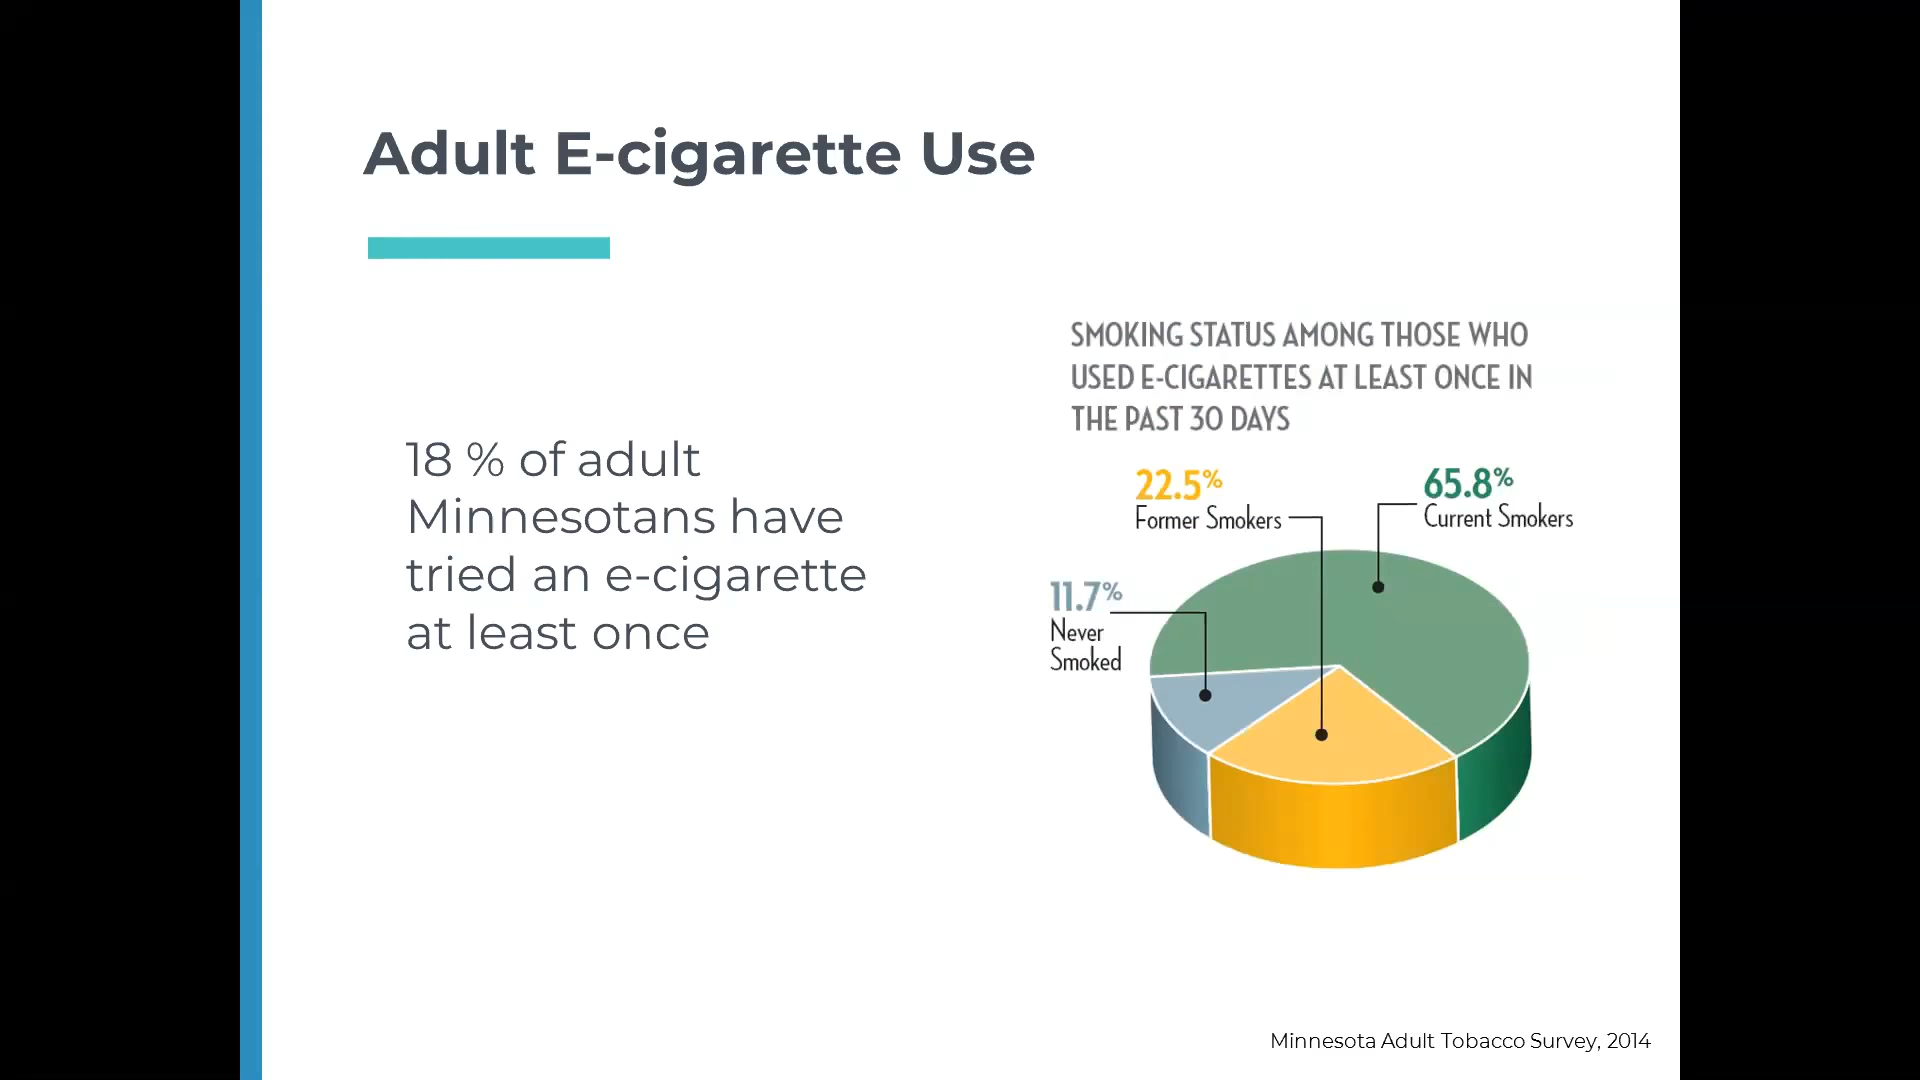 Adult E-cigarette Use
18 % of adult
Minnesotans have
tried an e-cigarette
at least once
SMOKING STATUS AMONG THOSE WHO
USED E-CIGARETTES AT LEAST ONCE IN
THE PAST 30 DAYS
22.5%
Former Smokers
65.8%
Current Smokers
11.7%
Never
Smoked
Minnesota Adult Tobacco Survey, 2014